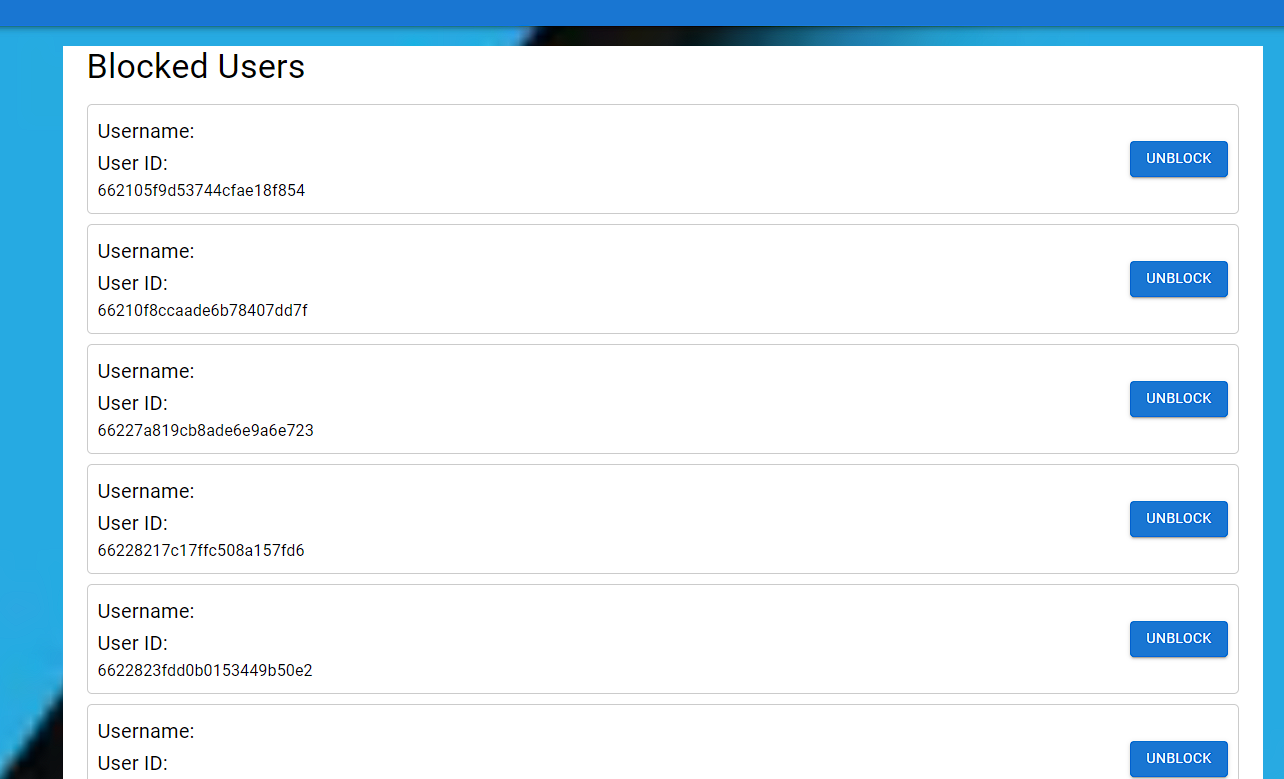 Blocked Users
Username:
User ID:
662105f9d53744cfae18f854
UNBLOCK
Username:
User ID:
66210f8ccaade6b78407dd7f
UNBLOCK
Username:
User ID:
66227a819cb8ade6e9a6e723
UNBLOCK
Username:
User ID:
66228217c17ffc508a157fd6
UNBLOCK
Username:
User ID:
6622823fdd0b0153449b50e2
UNBLOCK
Username:
User ID:
UNBLOCK